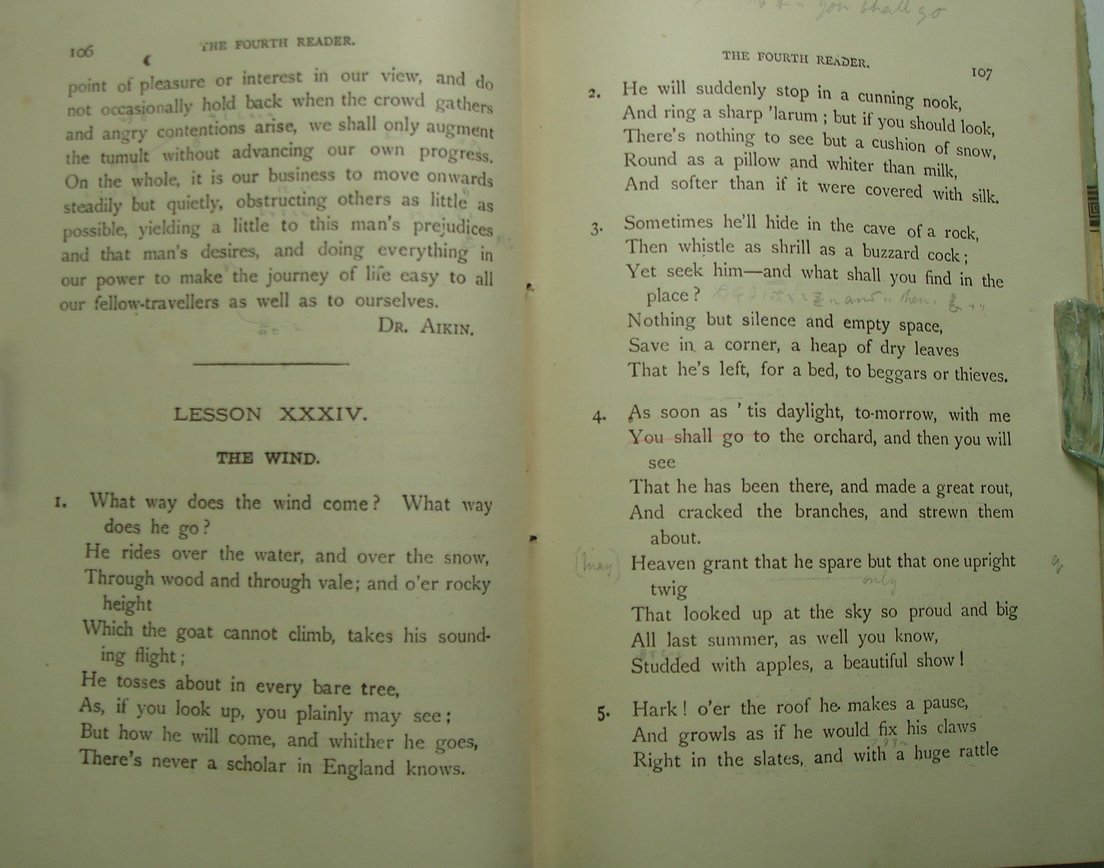 106
THE FOURTH READER.
point of pleasure or interest in our view, and do
not occasionally hold back when the crowd gathers
and angry contentions arise, we shall only augment
the tumult without advancing our own progress.
On the whole, it is our business to move onwards
steadily but quietly, obstructing others as little as
possible, yielding a little to this man's prejudices
and that man's desires, and doing everything in
our power to make the journey of life easy to all
our fellow-travellers as well as to ourselves.
DR. AIKIN.
LESSON XXXIV.
THE WIND.
1. What way does the wind come? What way
does he go?
He rides over the water, and over the snow,
Through wood and through vale; and o'er rocky
height
Which the goat cannot climb, takes his sound-
ing flight;
He tosses about in every bare tree,
As, if you look up, you plainly may see;
But how he will come, and whither he goes,
There's never a scholar in England knows.
you shall go
THE FOURTH READER.
107
2. He will suddenly stop in a cunning nook,
And ring a sharp 'larum; but if you should look,
There's nothing to see but a cushion of snow,
Round as a pillow and whiter than milk,
And softer than if it were covered with silk.
3. Sometimes he'll hide in the cave of a rock,
Then whistle as shrill as a buzzard cock;
Yet seek him—and what shall you find in the
place?
Nothing but silence and empty space,
Save in a corner, a heap of dry leaves
That he's left, for a bed, to beggars or thieves.
4. As soon as 'tis daylight, to-morrow, with me
You shall go to the orchard, and then you will
see
That he has been there, and made a great rout,
And cracked the branches, and strewn them
about.
(may) Heaven grant that he spare but that one upright
only
twig
That looked up at the sky so proud and big
All last summer, as well you know,
Studded with apples, a beautiful show!
5. Hark! o'er the roof he makes a pause,
And growls as if he would fix his claws
Right in the slates, and with a huge rattle